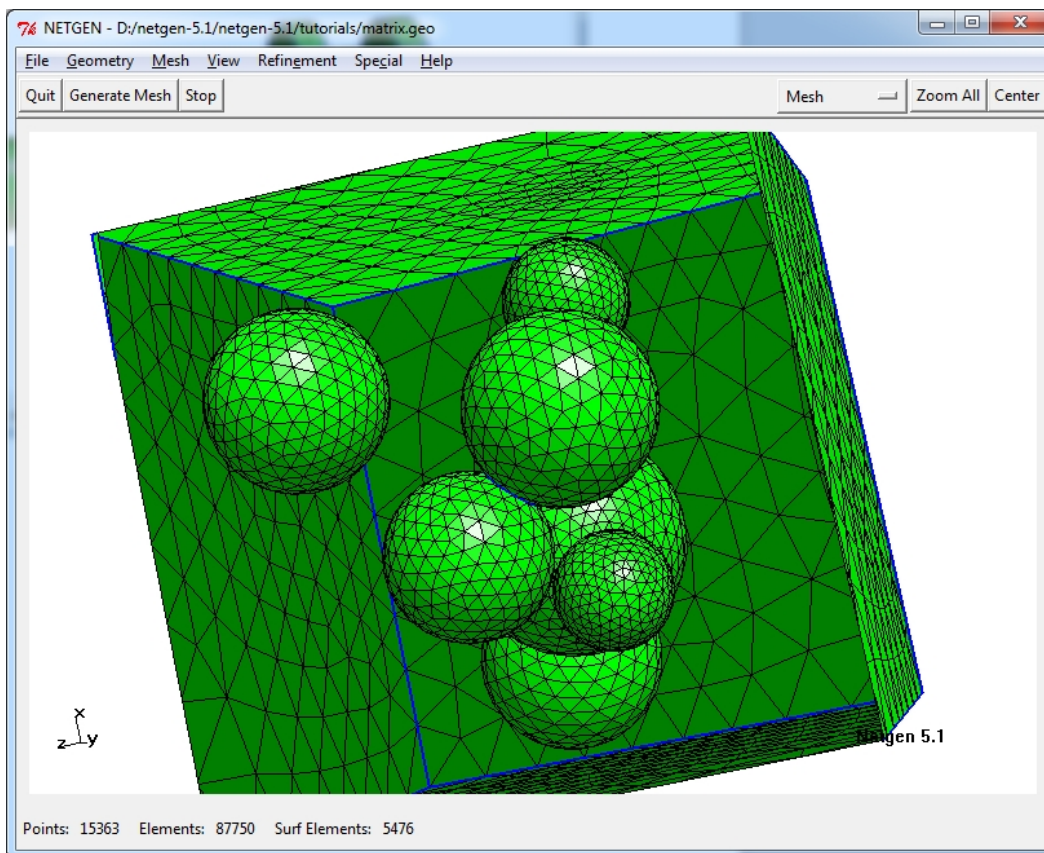 NETGEN - D:/netgen-5.1/netgen-5.1/tutorials/matrix.geo
File Geometry Mesh View Refinement Special Help
Quit Generate Mesh Stop Mesh Zoom All Center
x
z y
Netgen 5.1
Points: 15363 Elements: 87750 Surf Elements: 5476